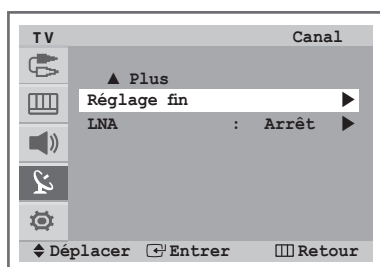 TV Canal
▲ Plus
Réglage fin ▶
LNA : Arrêt ▶
Déplacer Entrer Retour